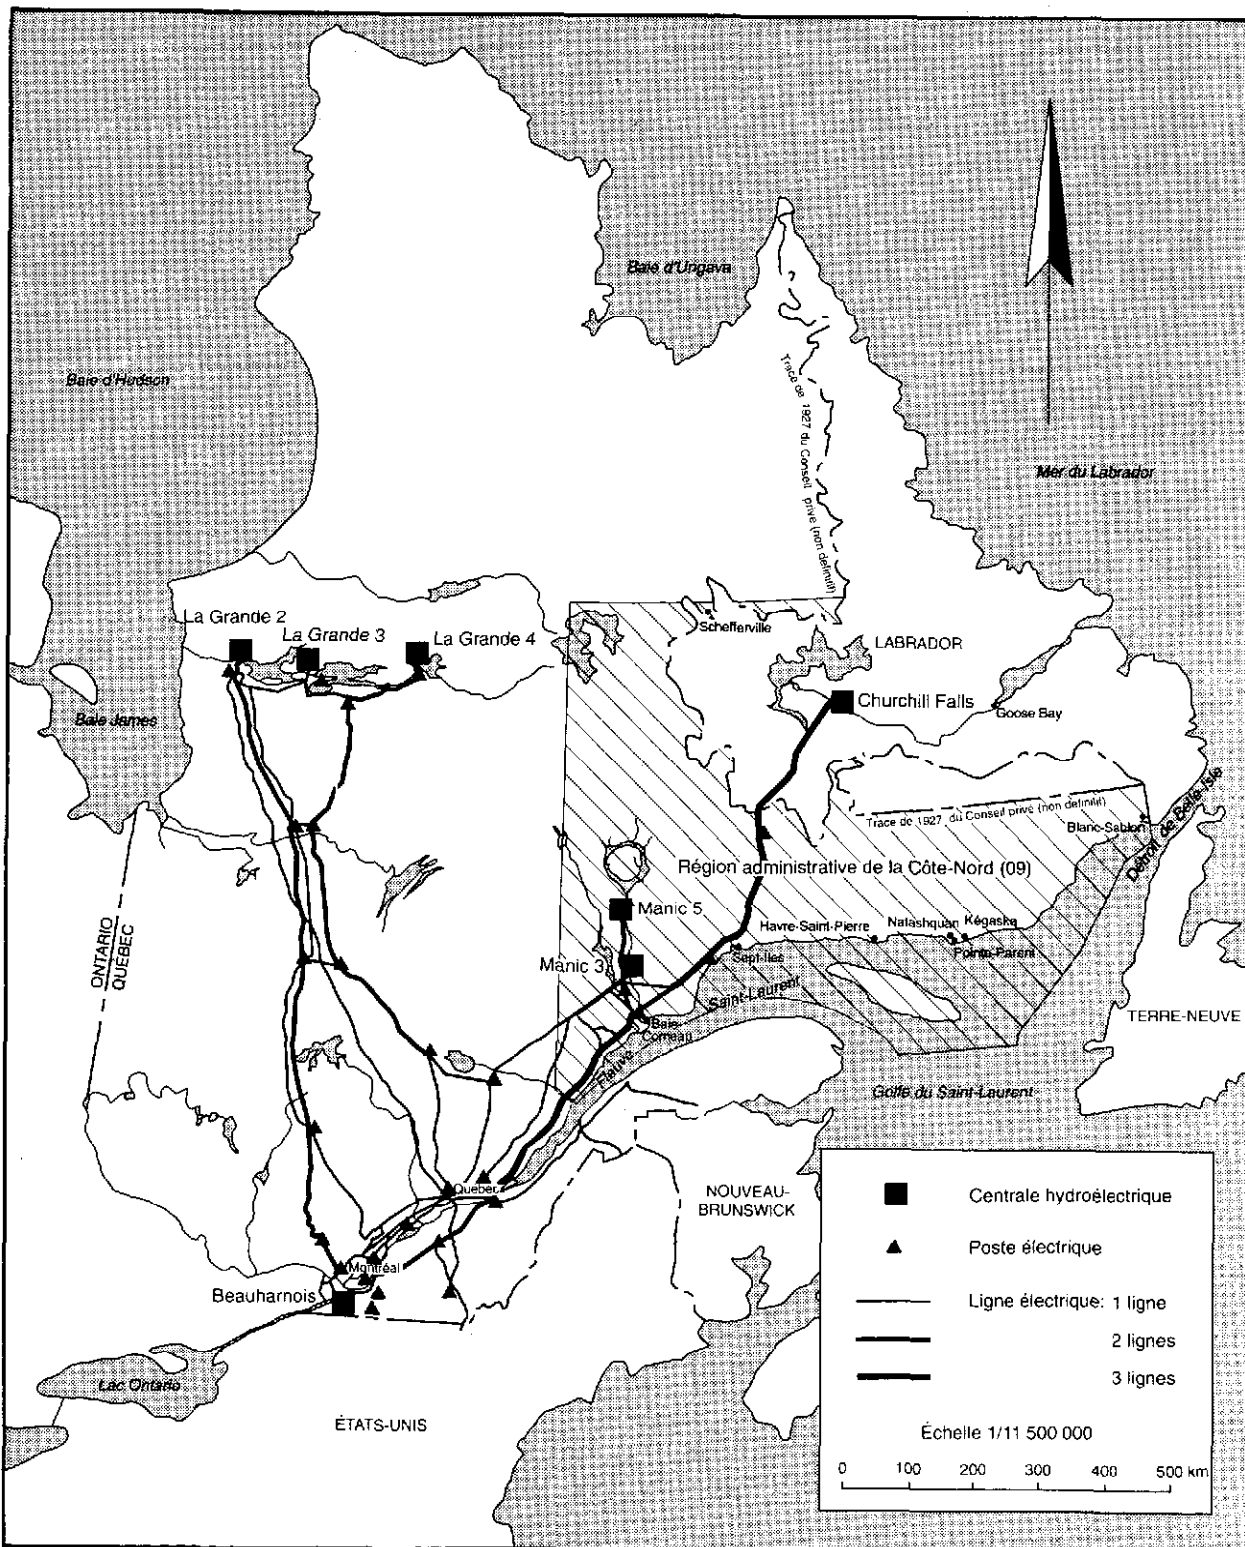 Baie d'Ungava
Baie d'Hudson
Trace de 1927 du Conseil privé (non définitif)
Mer du Labrador
La Grande 2
La Grande 3
La Grande 4
Schefferville
LABRADOR
Churchill Falls
Goose Bay
Baie James
Trace de 1927 du Conseil privé (non définitif)
Blanc-Sablon
Détroit de Belle-Isle
Région administrative de la Côte-Nord (09)
Manic 5
Havre-Saint-Pierre
Natashquan
Kégaska
Pointe-Parent
Sept-Îles
Manic 3
ONTARIO
QUÉBEC
Fleuve
Saint-Laurent
Baie-
Comeau
TERRE-NEUVE
Golfe du Saint-Laurent
Québec
NOUVEAU-
BRUNSWICK
Montréal
Beauharnois
Lac Ontario
ÉTATS-UNIS
Centrale hydroélectrique
Poste électrique
Ligne électrique: 1 ligne
2 lignes
3 lignes
Échelle 1/11 500 000
0 100 200 300 400 500 km